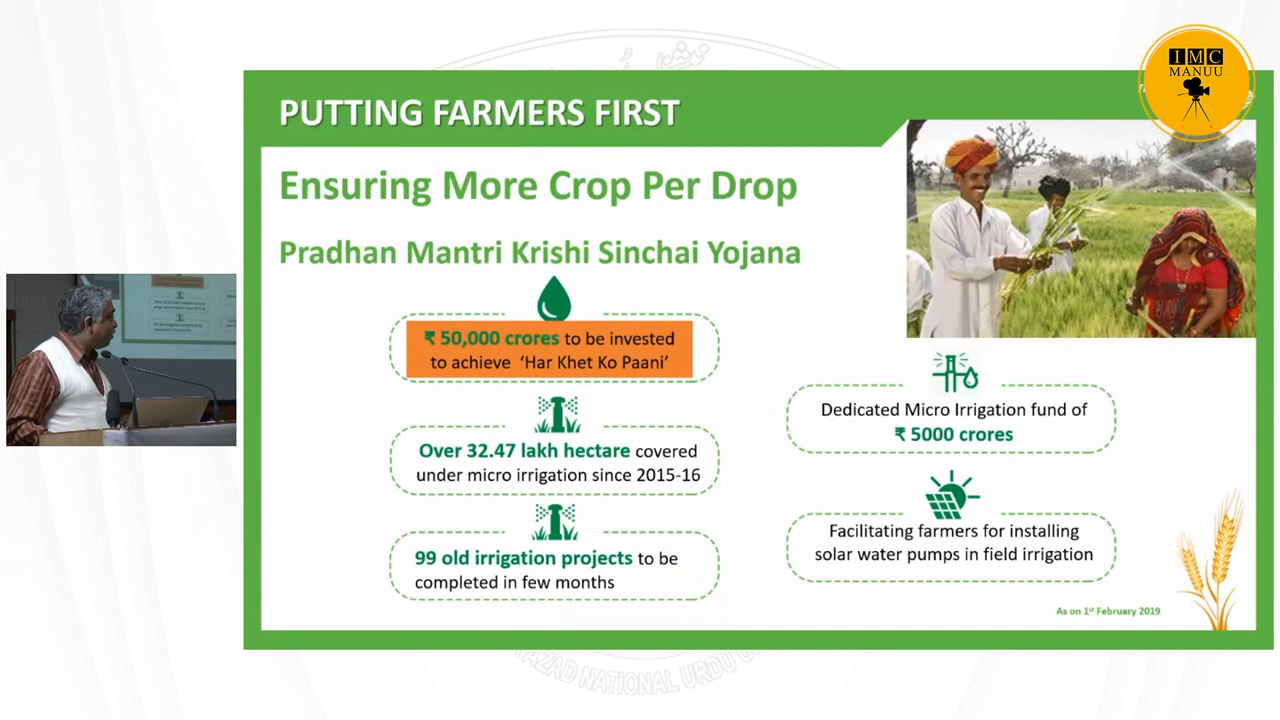 IMC
MANUU
PUTTING FARMERS FIRST
Ensuring More Crop Per Drop
Pradhan Mantri Krishi Sinchai Yojana
₹ 50,000 crores to be invested
to achieve ‘Har Khet Ko Paani’
Over 32.47 lakh hectare covered
under micro irrigation since 2015-16
99 old irrigation projects to be
completed in few months
Dedicated Micro Irrigation fund of
₹ 5000 crores
Facilitating farmers for installing
solar water pumps in field irrigation
As on 1st February 2019
AZAD NATIONAL URDU